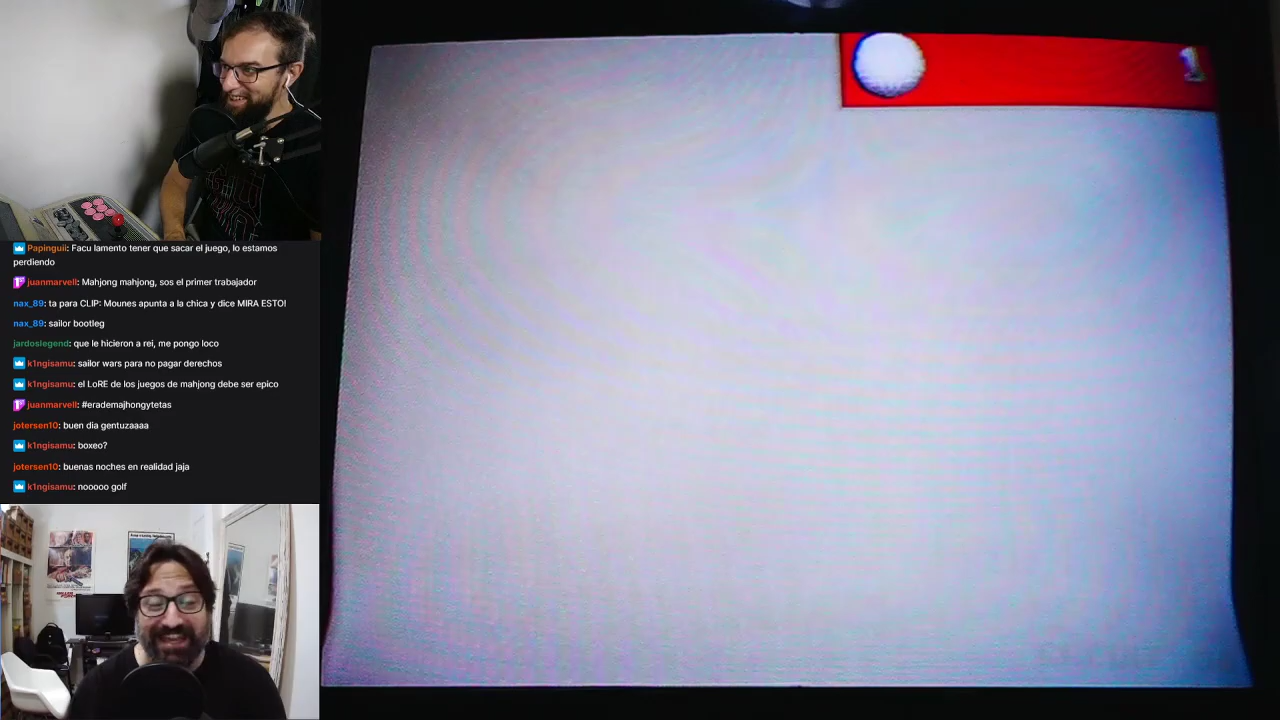 Papinguii: Facu lamento tener que sacar el juego, lo estamos
perdiendo
juanmarvell: Mahjong mahjong, sos el primer trabajador
nax_89: ta para CLIP: Mounes apunta a la chica y dice MIRA ESTO!
nax_89: sailor bootleg
jardoslegend: que le hicieron a rei, me pongo loco
k1ngisamu: sailor wars para no pagar derechos
k1ngisamu: el LoRE de los juegos de mahjong debe ser epico
juanmarvell: #erademajhongytetas
jotersen10: buen dia gentuzaaaa
k1ngisamu: boxeo?
jotersen10: buenas noches en realidad jaja
k1ngisamu: nooooo golf
1